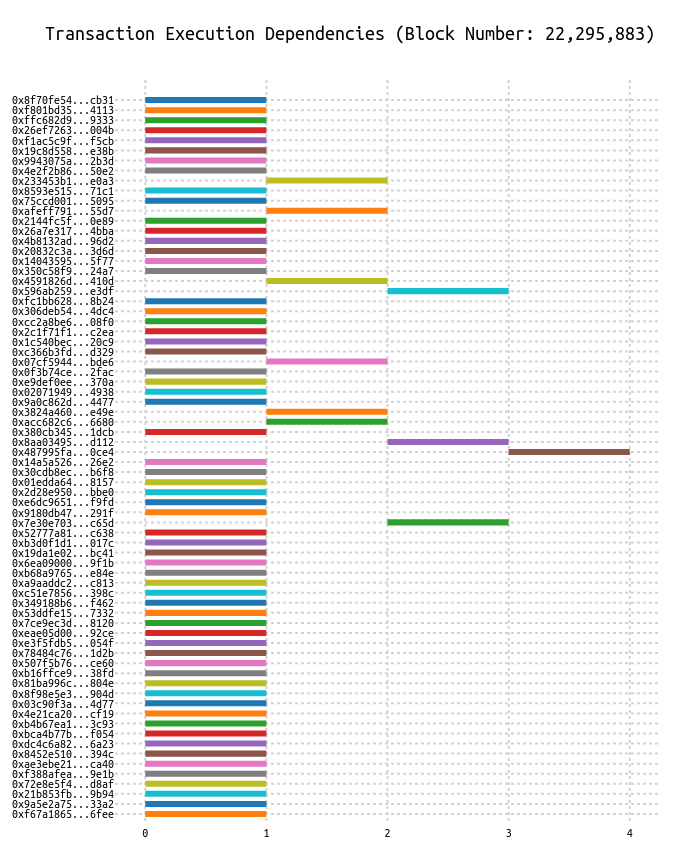 Transaction Execution Dependencies (Block Number: 22,295,883)
0x8f70fe54...cb31
0xf801bd35...4113
0xffc682d9...9333
0x26ef7263...004b
0xf1ac5c9f...f5cb
0x19c8d558...e38b
0x9943075a...2b3d
0x4e2f2b86...50e2
0x233453b1...e0a3
0x8593e515...71c1
0x75ccd001...5095
0xafeff791...55d7
0x2144fc5f...0e89
0x26a7e317...4bba
0x4b8132ad...96d2
0x20832c3a...3d6d
0x14043595...5f77
0x350c58f9...24a7
0x4591826d...410d
0x596ab259...e3df
0xfc1bb628...8b24
0x306deb54...4dc4
0xcc2a8be6...08f0
0x2c1f71f1...c2ea
0x1c540bec...20c9
0xc366b3fd...d329
0x07cf5944...bde6
0x0f3b74ce...2fac
0xe9def0ee...370a
0x02071949...4938
0x9a0c862d...4477
0x3824a460...e49e
0xacc682c6...6680
0x380cb345...1dcb
0x8aa03495...d112
0x487995fa...0ce4
0x14a5a526...26e2
0x30cdb8ec...b6f8
0x01edda64...8157
0x2d28e950...bbe0
0xe6dc9651...f9fd
0x9180db47...291f
0x7e30e703...c65d
0x52777a81...c638
0xb3d0f1d1...017c
0x19da1e02...bc41
0x6ea09000...9f1b
0xb68a9765...e84e
0xa9aaddc2...c813
0xc51e7856...398c
0x349188b6...f462
0x53ddfe15...7332
0x7ce9ec3d...8120
0xeae05d00...92ce
0xe3f5fdb5...054f
0x78484c76...1d2b
0x507f5b76...ce60
0xb16ffce9...38fd
0x81ba996c...804e
0x8f98e5e3...904d
0x03c90f3a...4d77
0x4e21ca20...cf19
0xb4b67ea1...3c93
0xbca4b77b...f054
0xdc4c6a82...6a23
0x8452e510...394c
0xae3ebe21...ca40
0xf388afea...9e1b
0x72e8e5f4...d8af
0x21b853fb...9b94
0x9a5e2a75...33a2
0xf67a1865...6fee
0 1 2 3 4